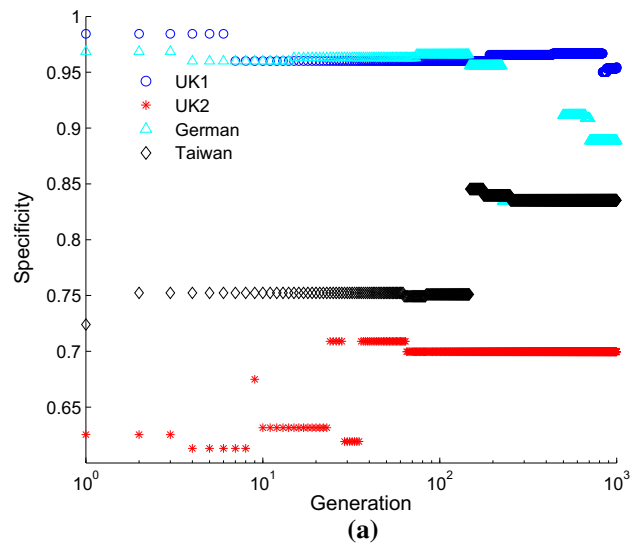 1
0.95
0.9
0.85
0.8
0.75
0.7
0.65
Specificity
UK1
UK2
German
Taiwan
10^0
10^1
10^2
10^3
Generation
(a)